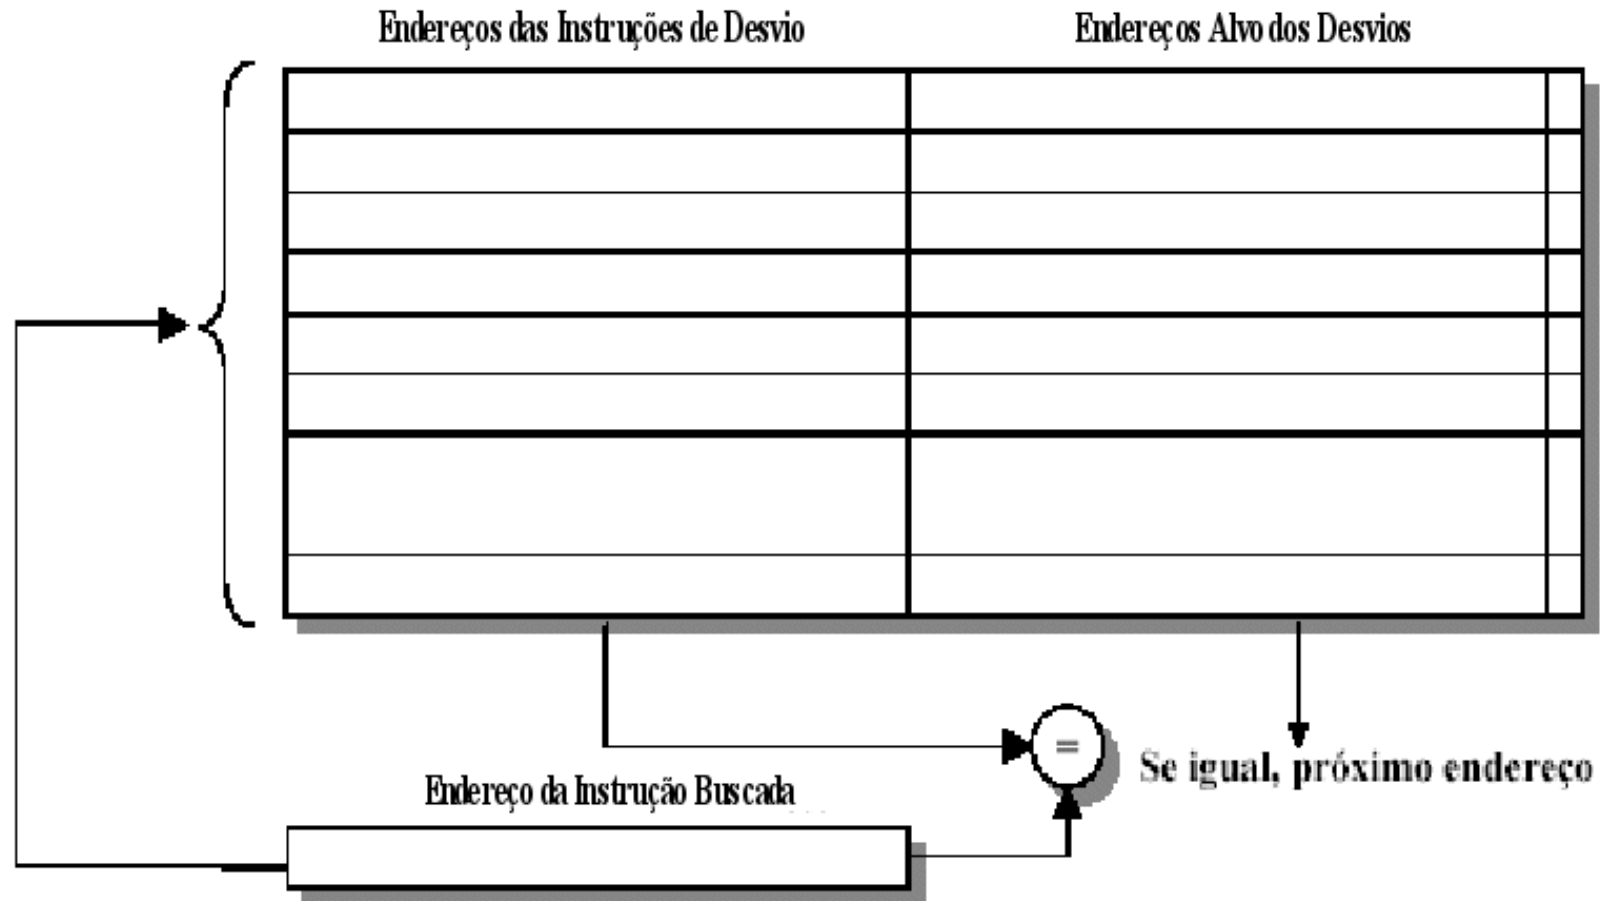 Endereços das Instruções de Desvio
Endereços Alvo dos Desvios
=
Se igual, próximo endereço
Endereço da Instrução Buscada